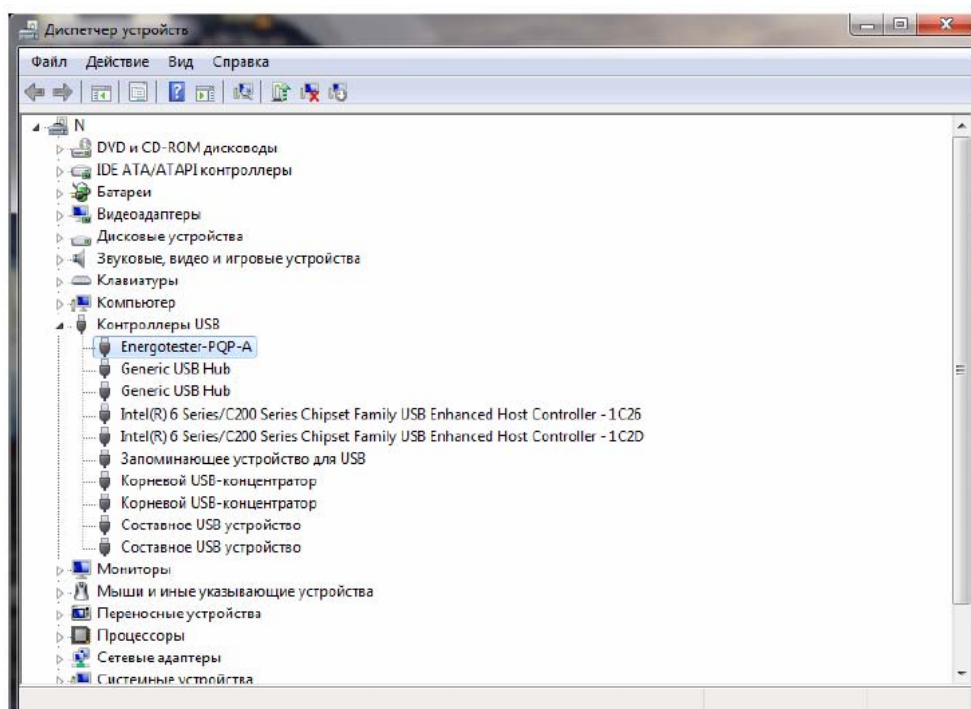 Диспетчер устройств
Файл Действие Вид Справка
N
DVD и CD-ROM дисководы
IDE ATA/ATAPI контроллеры
Батареи
Видеоадаптеры
Дисковые устройства
Звуковые, видео и игровые устройства
Клавиатуры
Компьютер
Контроллеры USB
Energotester-PQP-A
Generic USB Hub
Generic USB Hub
Intel(R) 6 Series/C200 Series Chipset Family USB Enhanced Host Controller - 1C26
Intel(R) 6 Series/C200 Series Chipset Family USB Enhanced Host Controller - 1C2D
Запоминающее устройство для USB
Корневой USB-концентратор
Корневой USB-концентратор
Составное USB устройство
Составное USB устройство
Мониторы
Мыши и иные указывающие устройства
Переносные устройства
Процессоры
Сетевые адаптеры
Системные устройства